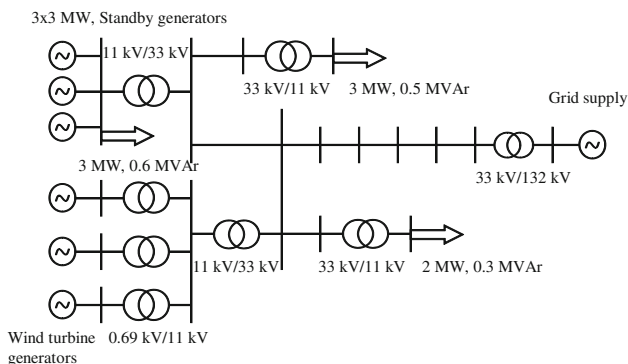 3x3 MW, Standby generators
11 kV/33 kV
33 kV/11 kV
3 MW, 0.5 MVAr
Grid supply
3 MW, 0.6 MVAr
33 kV/132 kV
11 kV/33 kV
33 kV/11 kV
2 MW, 0.3 MVAr
Wind turbine
generators
0.69 kV/11 kV